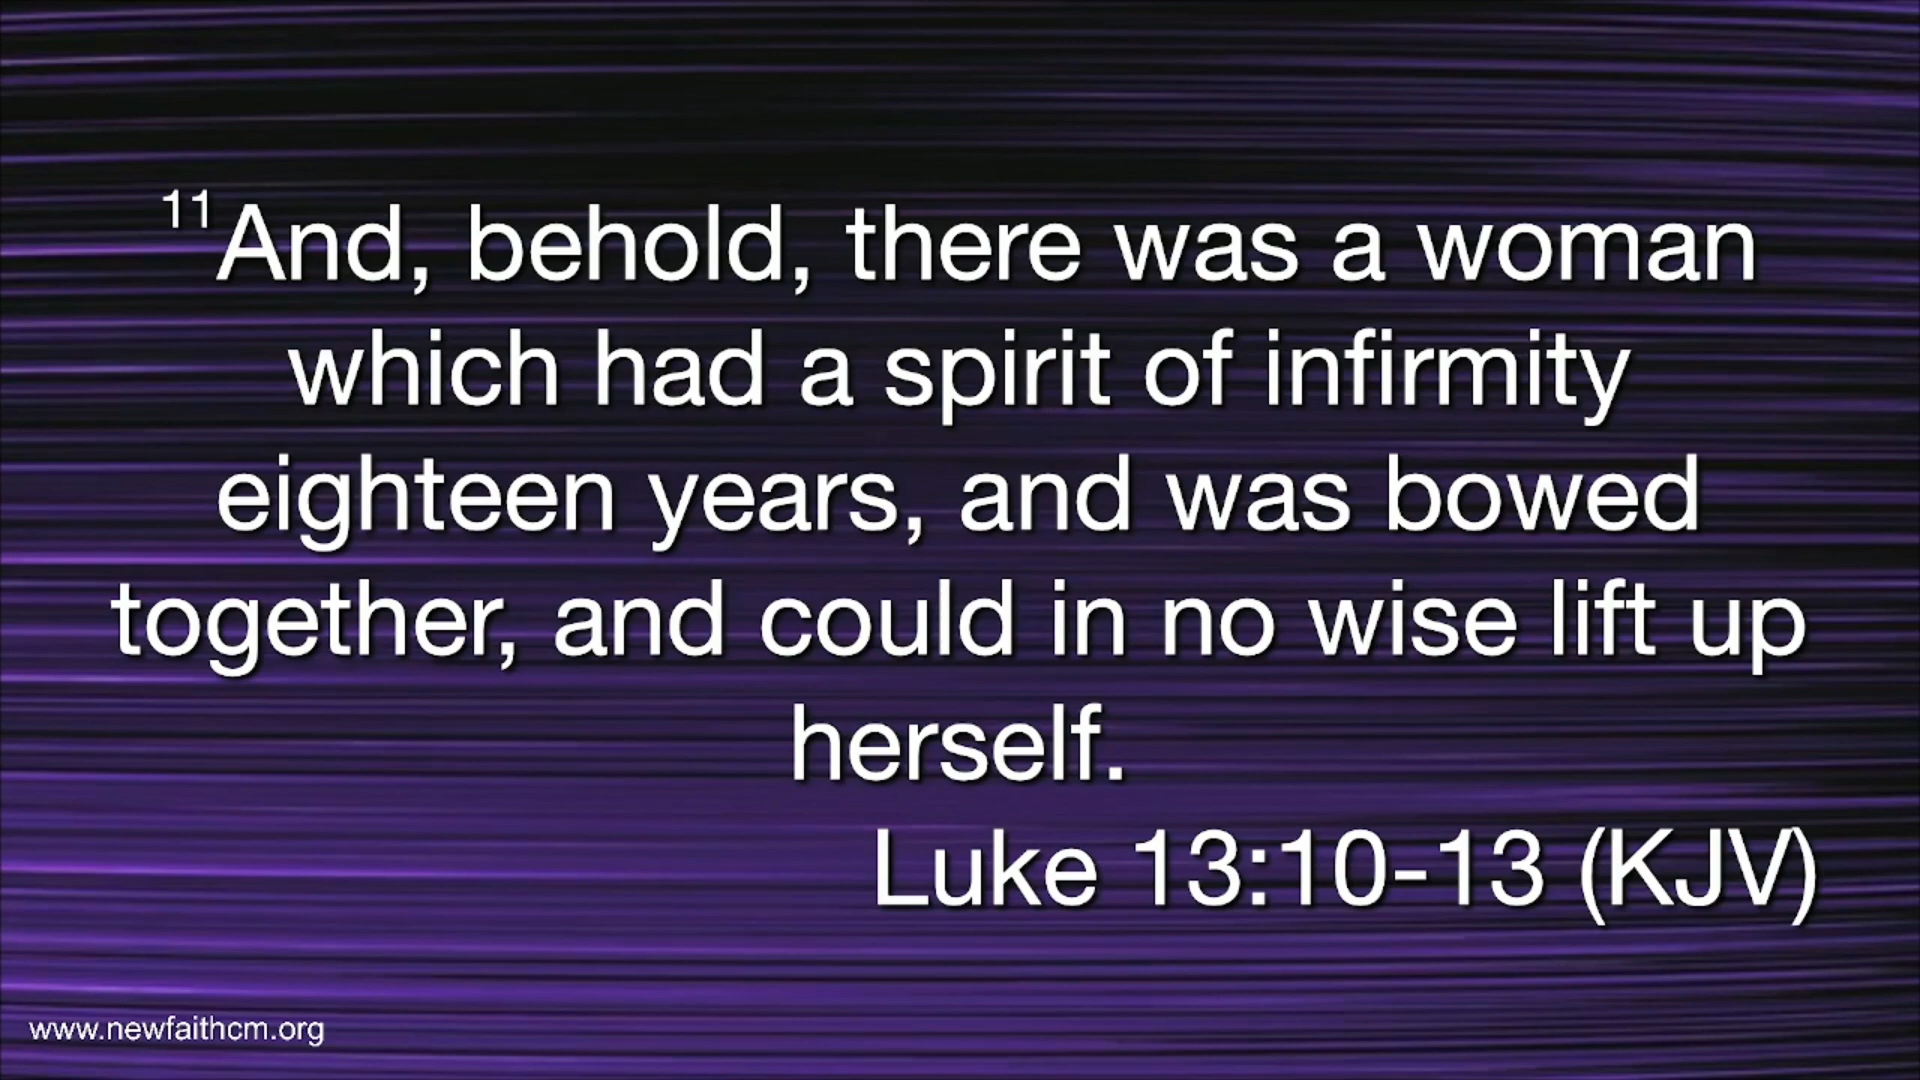 11And, behold, there was a woman
which had a spirit of infirmity
eighteen years, and was bowed
together, and could in no wise lift up
herself.
Luke 13:10-13 (KJV)
www.newfaithcm.org